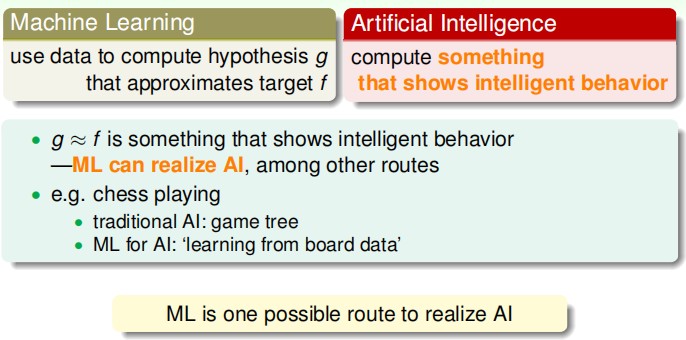 Machine Learning
use data to compute hypothesis g
that approximates target f
Artificial Intelligence
compute something
that shows intelligent behavior
• g ≈ f is something that shows intelligent behavior
—ML can realize AI, among other routes
• e.g. chess playing
• traditional AI: game tree
• ML for AI: ‘learning from board data’
ML is one possible route to realize AI